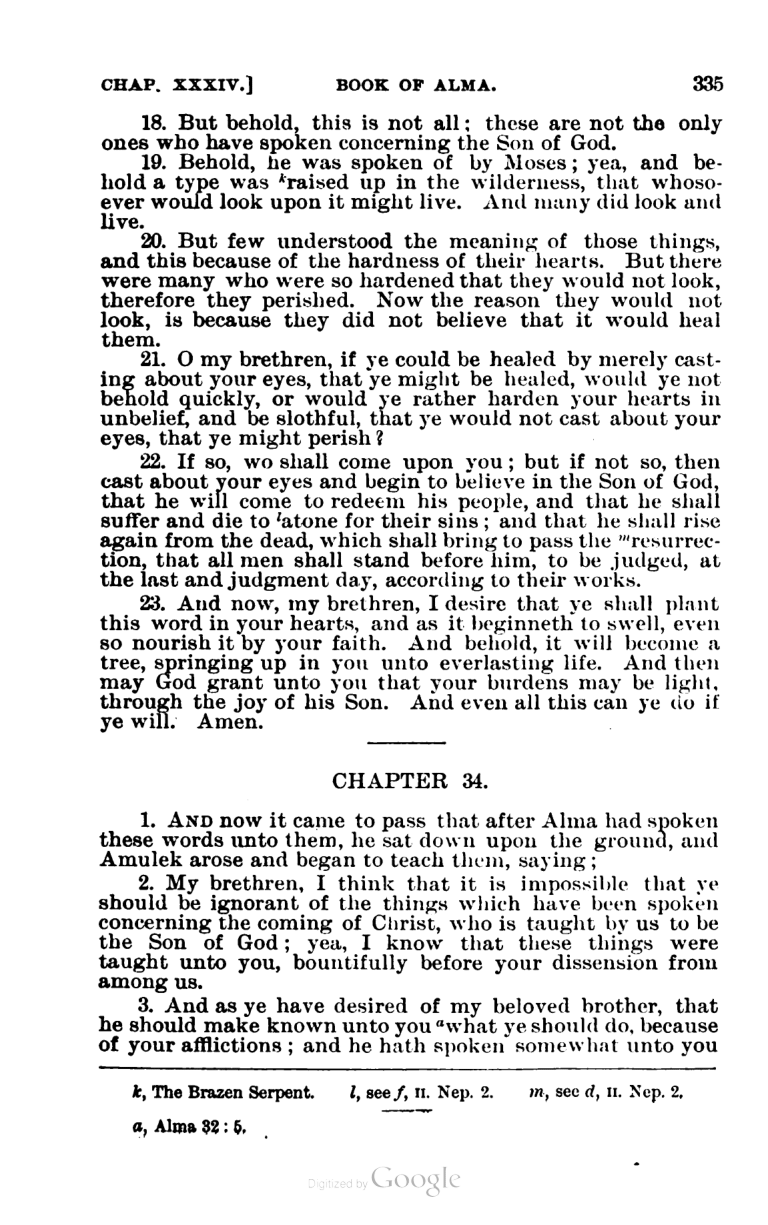 CHAP. XXXIV.] BOOK OF ALMA. 335
18. But behold, this is not all; these are not the only
ones who have spoken concerning the Son of God.
19. Behold, he was spoken of by Moses; yea, and be-
hold a type was ᵏraised up in the wilderness, that whoso-
ever would look upon it might live. And many did look and
live.
20. But few understood the meaning of those things,
and this because of the hardness of their hearts. But there
were many who were so hardened that they would not look,
therefore they perished. Now the reason they would not
look, is because they did not believe that it would heal
them.
21. O my brethren, if ye could be healed by merely cast-
ing about your eyes, that ye might be healed, would ye not
behold quickly, or would ye rather harden your hearts in
unbelief, and be slothful, that ye would not cast about your
eyes, that ye might perish?
22. If so, wo shall come upon you; but if not so, then
cast about your eyes and begin to believe in the Son of God,
that he will come to redeem his people, and that he shall
suffer and die to ˡatone for their sins; and that he shall rise
again from the dead, which shall bring to pass the ᵐresurrec-
tion, that all men shall stand before him, to be judged, at
the last and judgment day, according to their works.
23. And now, my brethren, I desire that ye shall plant
this word in your hearts, and as it beginneth to swell, even
so nourish it by your faith. And behold, it will become a
tree, springing up in you unto everlasting life. And then
may God grant unto you that your burdens may be light,
through the joy of his Son. And even all this can ye do if
ye will. Amen.
CHAPTER 34.
1. AND now it came to pass that after Alma had spoken
these words unto them, he sat down upon the ground, and
Amulek arose and began to teach them, saying;
2. My brethren, I think that it is impossible that ye
should be ignorant of the things which have been spoken
concerning the coming of Christ, who is taught by us to be
the Son of God; yea, I know that these things were
taught unto you, bountifully before your dissension from
among us.
3. And as ye have desired of my beloved brother, that
he should make known unto you ᵃwhat ye should do, because
of your afflictions; and he hath spoken somewhat unto you
k, The Brazen Serpent. l, see f, II. Nep. 2. m, see d, II. Nep. 2.
a, Alma 32:5.
Digitized by Google